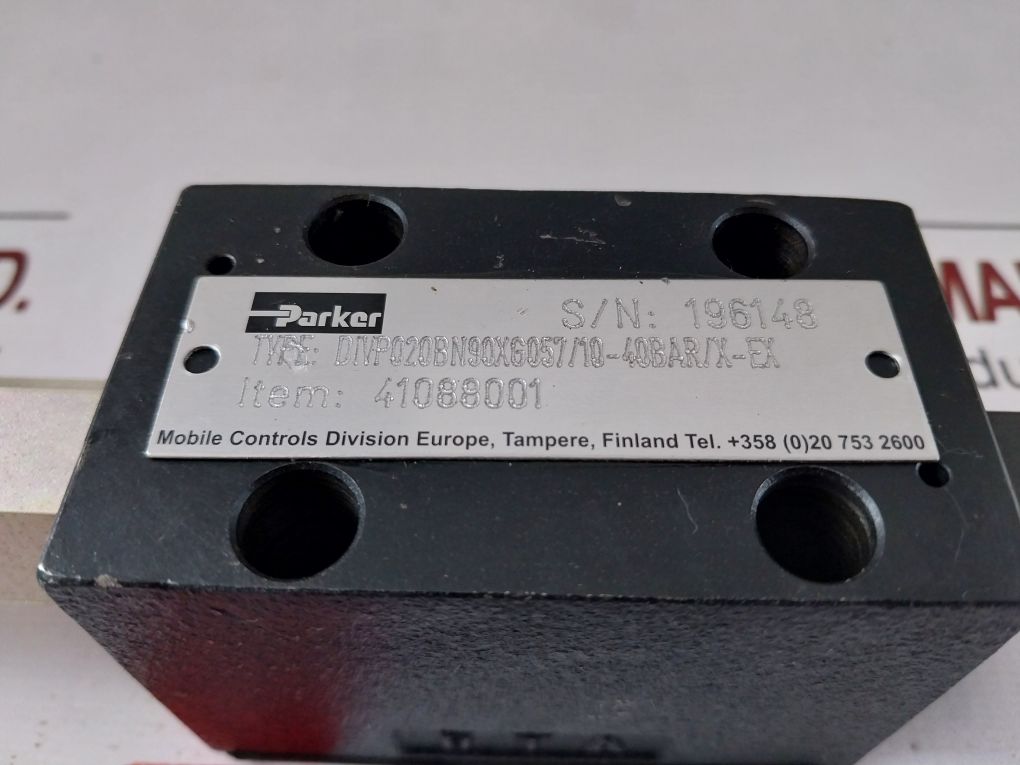 Parker
S/N: 196148
TYPE: D1VP020BN90XG057/10-40BAR/X-EX
Item: 41088001
Mobile Controls Division Europe, Tampere, Finland Tel. +358 (0)20 753 2600